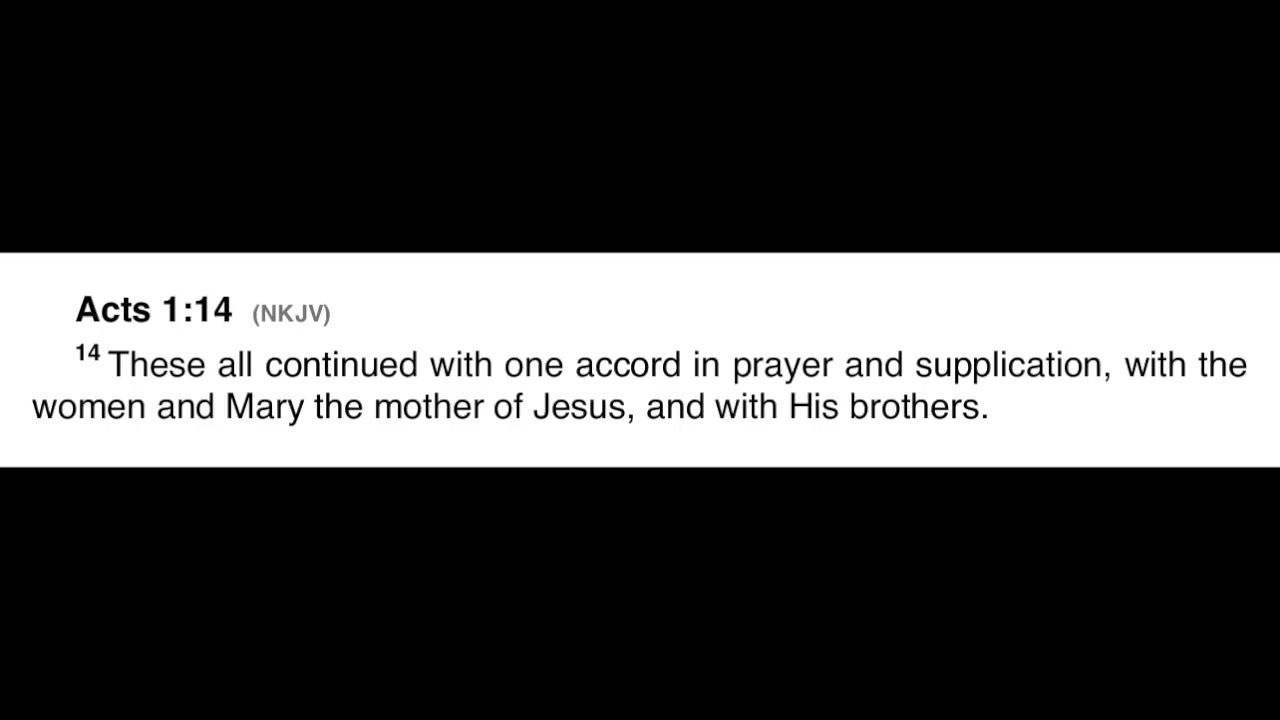 Acts 1:14 (NKJV)
14 These all continued with one accord in prayer and supplication, with the
women and Mary the mother of Jesus, and with His brothers.